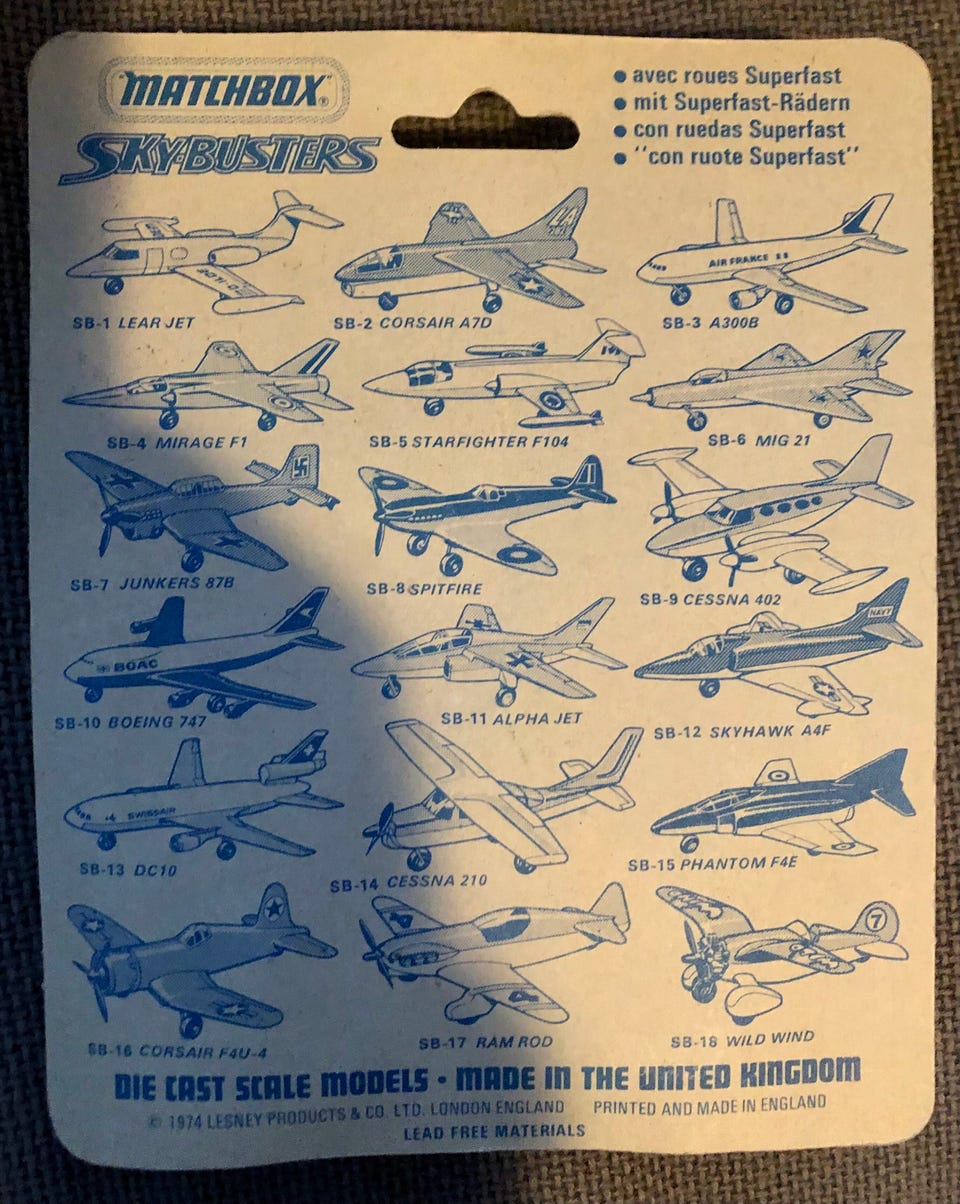 "MATCHBOX"®
SKY-BUSTERS
• avec roues Superfast
• mit Superfast-Rädern
• con ruedas Superfast
• "con ruote Superfast"
LA
AIR FRANCE
SB-1 LEAR JET
SB-2 CORSAIR A7D
SB-3 A300B
SB-4 MIRAGE F1
SB-5 STARFIGHTER F104
SB-6 MIG 21
SB-7 JUNKERS 87B
SB-8 SPITFIRE
SB-9 CESSNA 402
BOAC
NAVY
SB-10 BOEING 747
SB-11 ALPHA JET
SB-12 SKYHAWK A4F
SWISSAIR
SB-13 DC10
SB-14 CESSNA 210
SB-15 PHANTOM F4E
7
SB-16 CORSAIR F4U-4
SB-17 RAM ROD
SB-18 WILD WIND
DIE CAST SCALE MODELS • MADE IN THE UNITED KINGDOM
© 1974 LESNEY PRODUCTS & CO. LTD. LONDON ENGLAND PRINTED AND MADE IN ENGLAND
LEAD FREE MATERIALS